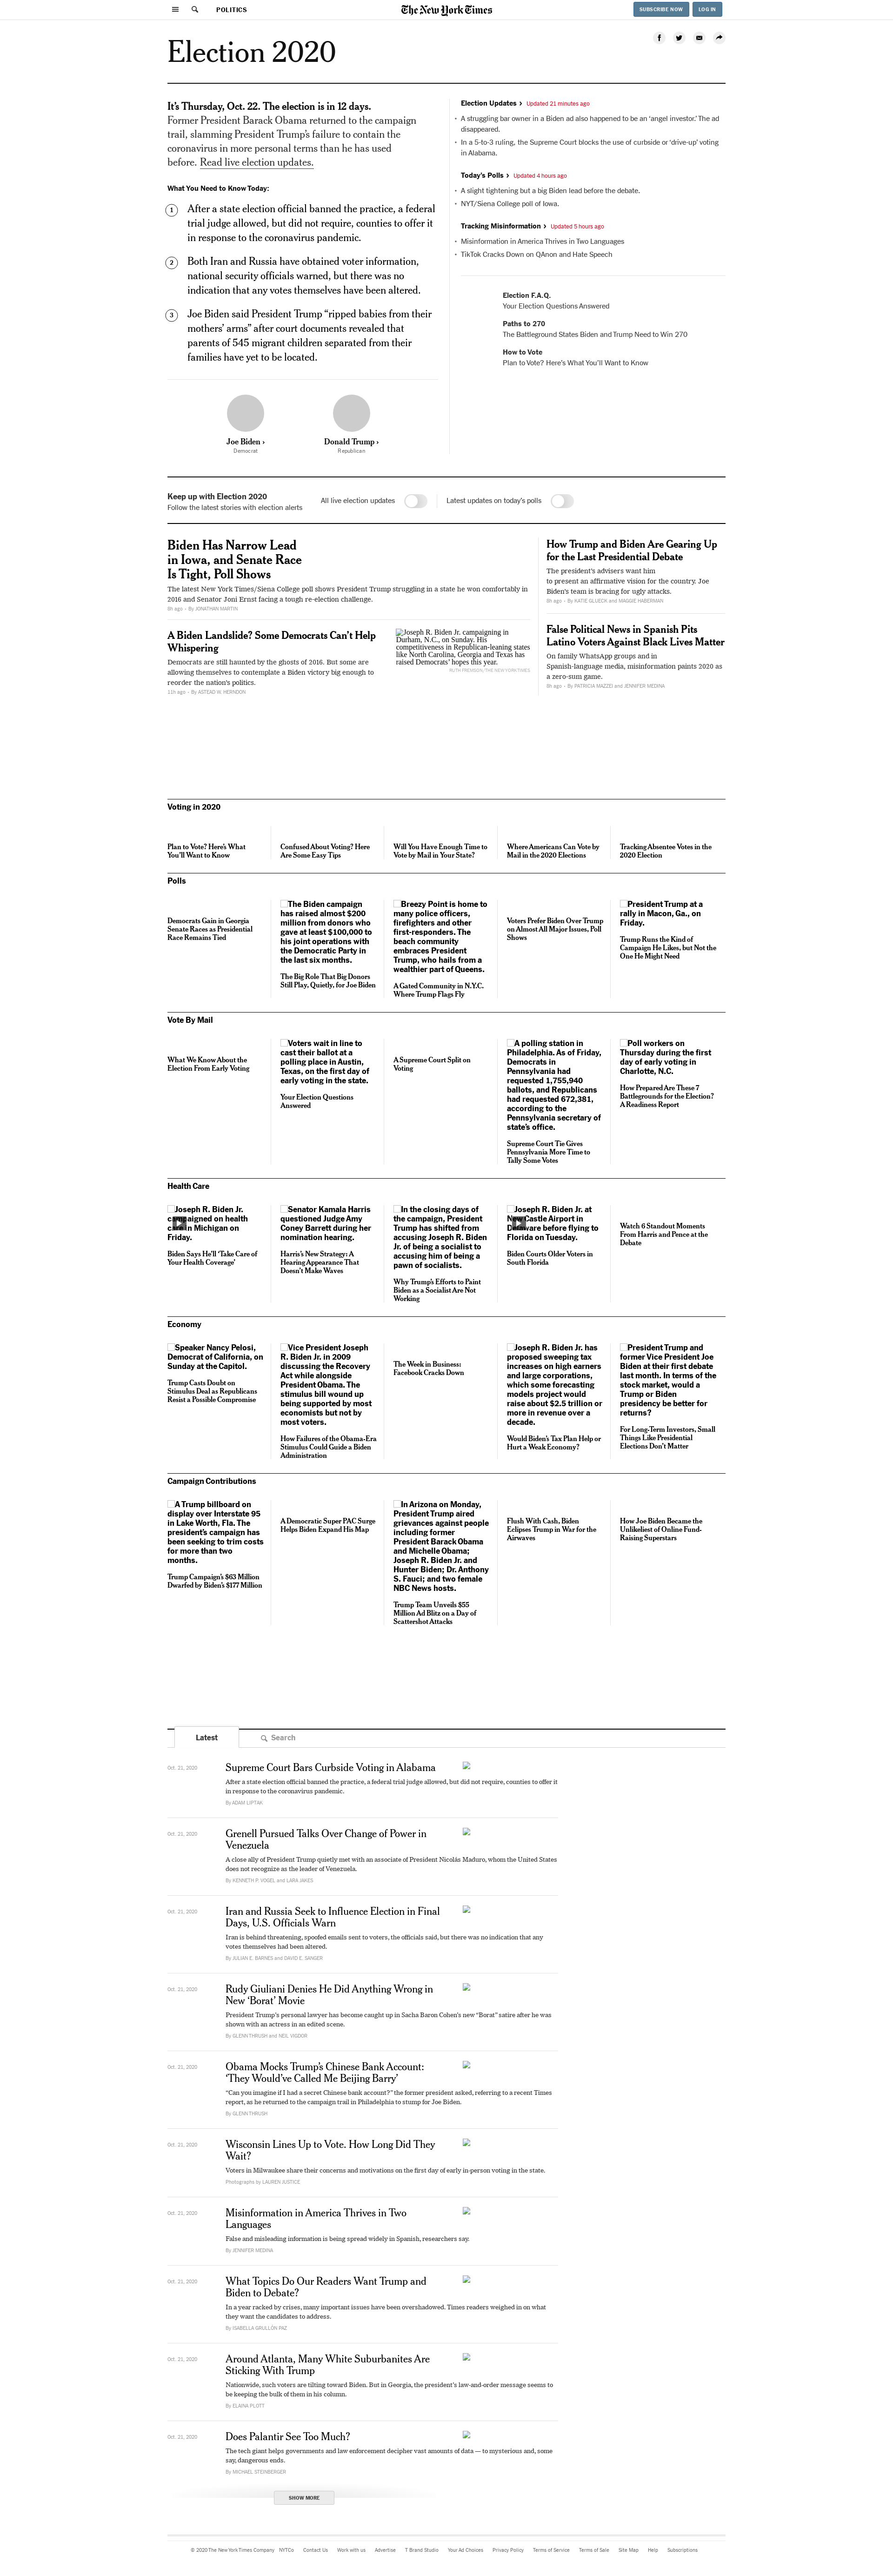 POLITICS
The New York Times
SUBSCRIBE NOW
LOG IN
Election 2020
It's Thursday, Oct. 22. The election is in 12 days.
Former President Barack Obama returned to the campaign
trail, slamming President Trump's failure to contain the
coronavirus in more personal terms than he has used
before. Read live election updates.
What You Need to Know Today:
1
After a state election official banned the practice, a federal
trial judge allowed, but did not require, counties to offer it
in response to the coronavirus pandemic.
2
Both Iran and Russia have obtained voter information,
national security officials warned, but there was no
indication that any votes themselves have been altered.
3
Joe Biden said President Trump “ripped babies from their
mothers' arms” after court documents revealed that
parents of 545 migrant children separated from their
families have yet to be located.
Joe Biden ›
Democrat
Donald Trump ›
Republican
Election Updates › Updated 21 minutes ago
• A struggling bar owner in a Biden ad also happened to be an ‘angel investor.’ The ad
disappeared.
• In a 5-to-3 ruling, the Supreme Court blocks the use of curbside or ‘drive-up’ voting
in Alabama.
Today's Polls › Updated 4 hours ago
• A slight tightening but a big Biden lead before the debate.
• NYT/Siena College poll of Iowa.
Tracking Misinformation › Updated 5 hours ago
• Misinformation in America Thrives in Two Languages
• TikTok Cracks Down on QAnon and Hate Speech
Election F.A.Q.
Your Election Questions Answered
Paths to 270
The Battleground States Biden and Trump Need to Win 270
How to Vote
Plan to Vote? Here's What You'll Want to Know
Keep up with Election 2020
Follow the latest stories with election alerts
All live election updates
Latest updates on today's polls
Biden Has Narrow Lead
in Iowa, and Senate Race
Is Tight, Poll Shows
The latest New York Times/Siena College poll shows President Trump struggling in a state he won comfortably in
2016 and Senator Joni Ernst facing a tough re-election challenge.
5h ago · By JONATHAN MARTIN
A Biden Landslide? Some Democrats Can't Help
Whispering
Democrats are still haunted by the ghosts of 2016. But some are
allowing themselves to contemplate a Biden victory big enough to
reorder the nation's politics.
12h ago · By ASTEAD W. HERNDON
Joseph R. Biden Jr. campaigning in
Durham, N.C., on Sunday. His
competitiveness in Republican-leaning states
like North Carolina, Georgia and Texas has
raised Democrats' hopes this year.
RUTH FREMSON/THE NEW YORK TIMES
How Trump and Biden Are Gearing Up
for the Last Presidential Debate
The president's advisers want him
to present an affirmative vision for the country. Joe
Biden's team is bracing for ugly attacks.
8h ago · By KATIE GLUECK and MAGGIE HABERMAN
False Political News in Spanish Pits
Latino Voters Against Black Lives Matter
On family WhatsApp groups and in
Spanish-language media, misinformation paints 2020 as
a zero-sum game.
8h ago · By PATRICIA MAZZEI and JENNIFER MEDINA
Voting in 2020
Plan to Vote? Here's What
You'll Want to Know
Confused About Voting? Here
Are Some Easy Tips
Will You Have Enough Time to
Vote by Mail in Your State?
Where Americans Can Vote by
Mail in the 2020 Elections
Tracking Absentee Votes in the
2020 Election
Polls
Democrats Gain in Georgia
Senate Races as Presidential
Race Remains Tied
The Biden campaign
has raised almost $200
million from donors who
gave at least $100,000 to
his joint operations with
the Democratic Party in
the last six months.
The Big Role That Big Donors
Still Play, Quietly, for Joe Biden
Breezy Point is home to
many police officers,
firefighters and other
first-responders. The
beach community
embraces President
Trump, who hails from a
wealthier part of Queens.
A Gated Community in N.Y.C.
Where Trump Flags Fly
Voters Prefer Biden Over Trump
on Almost All Major Issues, Poll
Shows
President Trump at a
rally in Macon, Ga., on
Friday.
Trump Runs the Kind of
Campaign He Likes, but Not the
One He Might Need
Vote By Mail
What We Know About the
Election From Early Voting
Voters wait in line to
cast their ballot at a
polling place in Austin,
Texas, on the first day of
early voting in the state.
Your Election Questions
Answered
A Supreme Court Split on
Voting
A polling station in
Philadelphia. As of Friday,
Democrats in
Pennsylvania had
requested 1,755,940
ballots, and Republicans
had requested 672,381,
according to the
Pennsylvania secretary of
state's office.
Supreme Court Tie Gives
Pennsylvania More Time to
Tally Some Votes
Poll workers on
Thursday during the first
day of early voting in
Charlotte, N.C.
How Prepared Are These 7
Battlegrounds for the Election?
A Readiness Report
Health Care
Joseph R. Biden Jr.
campaigned on health
care in Michigan on
Friday.
Biden Says He'll ‘Take Care of
Your Health Coverage’
Senator Kamala Harris
questioned Judge Amy
Coney Barrett during her
nomination hearing.
Harris's New Strategy: A
Hearing Appearance That
Doesn't Make Waves
In the closing days of
the campaign, President
Trump has shifted from
accusing Joseph R. Biden
Jr. of being a socialist to
accusing him of being a
pawn of socialists.
Why Trump's Efforts to Paint
Biden as a Socialist Are Not
Working
Joseph R. Biden Jr. at
New Castle Airport in
Delaware before flying to
Florida on Tuesday.
Biden Courts Older Voters in
South Florida
Watch 6 Standout Moments
From Harris and Pence at the
Debate
Economy
Speaker Nancy Pelosi,
Democrat of California, on
Sunday at the Capitol.
Trump Casts Doubt on
Stimulus Deal as Republicans
Resist a Possible Compromise
Vice President Joseph
R. Biden Jr. in 2009
discussing the Recovery
Act while alongside
President Obama. The
stimulus bill wound up
being supported by most
economists but not by
most voters.
How Failures of the Obama-Era
Stimulus Could Guide a Biden
Administration
The Week in Business:
Facebook Cracks Down
Joseph R. Biden Jr. has
proposed sweeping tax
increases on high earners
and large corporations,
which some forecasting
models project would
raise about $2.5 trillion or
more in revenue over a
decade.
Would Biden's Tax Plan Help or
Hurt a Weak Economy?
President Trump and
former Vice President Joe
Biden at their first debate
last month. In terms of the
stock market, would a
Trump or Biden
presidency be better for
returns?
For Long-Term Investors, Small
Things Like Presidential
Elections Don't Matter
Campaign Contributions
A Trump billboard on
display over Interstate 95
in Lake Worth, Fla. The
president's campaign has
been seeking to trim costs
for more than two
months.
Trump Campaign's $63 Million
Dwarfed by Biden's $177 Million
A Democratic Super PAC Surge
Helps Biden Expand His Map
In Arizona on Monday,
President Trump aired
grievances against people
including former
President Barack Obama
and Michelle Obama;
Joseph R. Biden Jr. and
Hunter Biden; Dr. Anthony
S. Fauci; and two female
NBC News hosts.
Trump Team Unveils $55
Million Ad Blitz on a Day of
Scattershot Attacks
Flush With Cash, Biden
Eclipses Trump in War for the
Airwaves
How Joe Biden Became the
Unlikeliest of Online Fund-
Raising Superstars
Latest
Search
Oct. 21, 2020
Supreme Court Bars Curbside Voting in Alabama
After a state election official banned the practice, a federal trial judge allowed, but did not require, counties to offer it
in response to the coronavirus pandemic.
By ADAM LIPTAK
Oct. 21, 2020
Grenell Pursued Talks Over Change of Power in
Venezuela
A close ally of President Trump quietly met with an associate of President Nicolás Maduro, whom the United States
does not recognize as the leader of Venezuela.
By KENNETH P. VOGEL and LARA JAKES
Oct. 21, 2020
Iran and Russia Seek to Influence Election in Final
Days, U.S. Officials Warn
Iran is behind threatening, spoofed emails sent to voters, the officials said, but there was no indication that any
votes themselves had been altered.
By JULIAN E. BARNES and DAVID E. SANGER
Oct. 21, 2020
Rudy Giuliani Denies He Did Anything Wrong in
New ‘Borat’ Movie
President Trump's personal lawyer has become caught up in Sacha Baron Cohen's new “Borat” satire after he was
shown with an actress in an edited scene.
By GLENN THRUSH and NEIL VIGDOR
Oct. 21, 2020
Obama Mocks Trump's Chinese Bank Account:
‘They Would've Called Me Beijing Barry’
“Can you imagine if I had a secret Chinese bank account?” the former president asked, referring to a recent Times
report, as he returned to the campaign trail in Philadelphia to stump for Joe Biden.
By GLENN THRUSH
Oct. 21, 2020
Wisconsin Lines Up to Vote. How Long Did They
Wait?
Voters in Milwaukee share their concerns and motivations on the first day of early in-person voting in the state.
Photographs by LAUREN JUSTICE
Oct. 21, 2020
Misinformation in America Thrives in Two
Languages
False and misleading information is being spread widely in Spanish, researchers say.
By JENNIFER MEDINA
Oct. 21, 2020
What Topics Do Our Readers Want Trump and
Biden to Debate?
In a year racked by crises, many important issues have been overshadowed. Times readers weighed in on what
they want the candidates to address.
By ISABELLA GRULLÓN PAZ
Oct. 21, 2020
Around Atlanta, Many White Suburbanites Are
Sticking With Trump
Nationwide, such voters are tilting toward Biden. But in Georgia, the president's law-and-order message seems to
be keeping the bulk of them in his column.
By ELAINA PLOTT
Oct. 21, 2020
Does Palantir See Too Much?
The tech giant helps governments and law enforcement decipher vast amounts of data — to mysterious and, some
say, dangerous ends.
By MICHAEL STEINBERGER
SHOW MORE
© 2020 The New York Times Company NYTCo Contact Us Work with us Advertise T Brand Studio Your Ad Choices Privacy Policy Terms of Service Terms of Sale Site Map Help Subscriptions